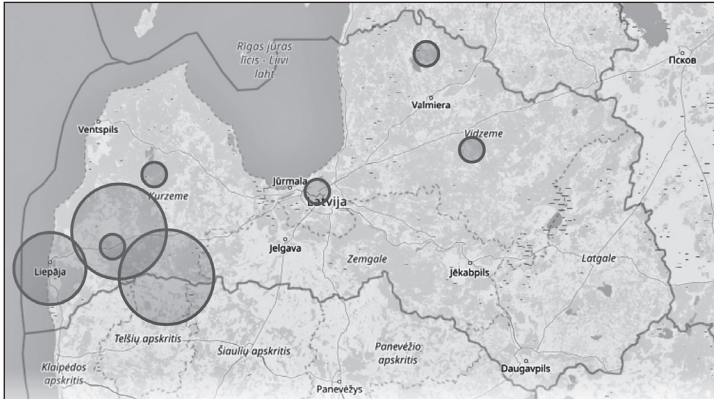 Rīgas jūras
līcis - Liivi
laht
Псков
Valmiera
Ventspils
Vidzeme
Jūrmala
Kurzeme
Latvija
Jelgava
Zemgale
Latgale
Liepāja
Jēkabpils
Telšių apskritis
Šiaulių apskritis
Panevėžio
apskritis
Klaipėdos
apskritis
Daugavpils
Panevėžys